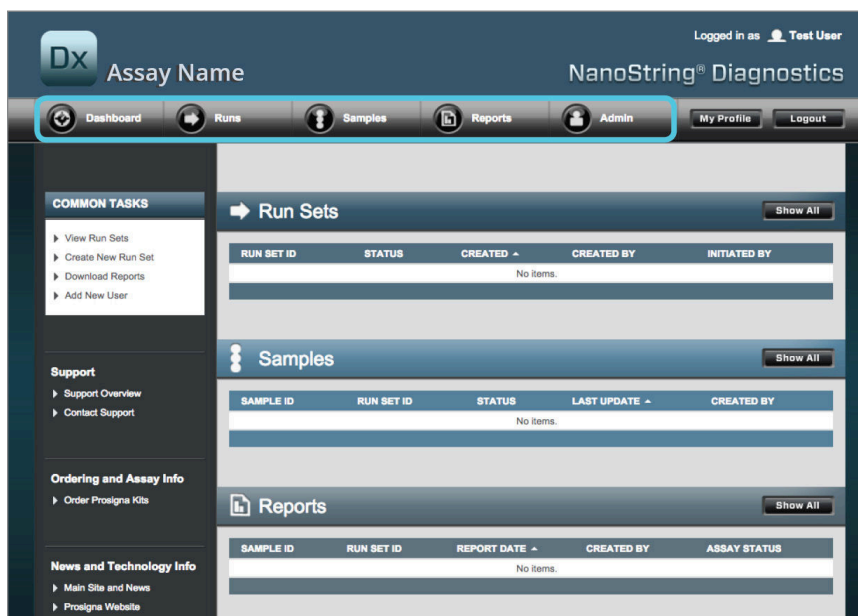 Logged in as Test User
Dx Assay Name
NanoString® Diagnostics
Dashboard Runs Samples Reports Admin My Profile Logout
COMMON TASKS
View Run Sets
Create New Run Set
Download Reports
Add New User
Support
Support Overview
Contact Support
Ordering and Assay Info
Order Prosigna Kits
News and Technology Info
Main Site and News
Prosigna Website
Run Sets Show All
RUN SET ID STATUS CREATED CREATED BY INITIATED BY
No items.
Samples Show All
SAMPLE ID RUN SET ID STATUS LAST UPDATE CREATED BY
No items.
Reports Show All
SAMPLE ID RUN SET ID REPORT DATE CREATED BY ASSAY STATUS
No items.